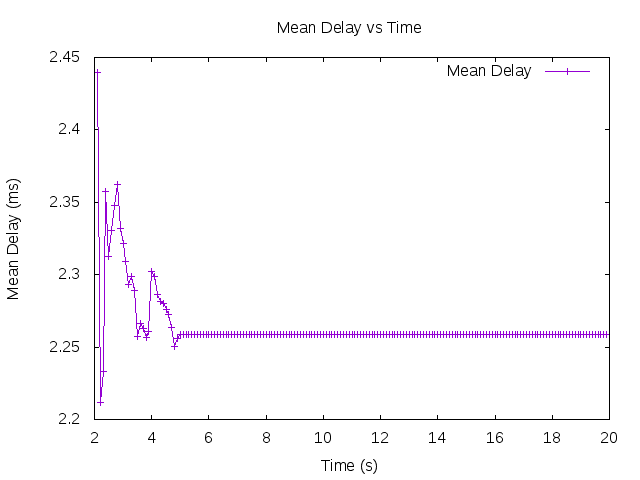 Mean Delay vs Time
Mean Delay
Mean Delay (ms)
2.45
2.4
2.35
2.3
2.25
2.2
2 4 6 8 10 12 14 16 18 20
Time (s)